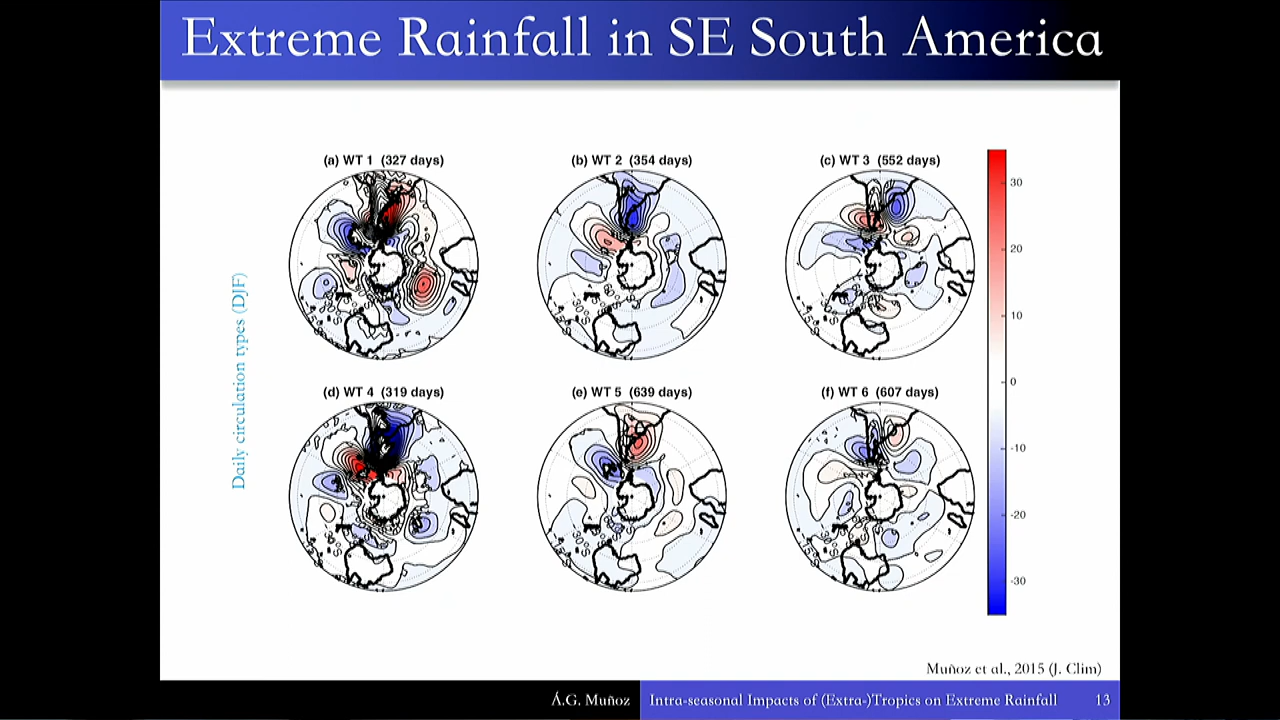 Extreme Rainfall in SE South America
Daily circulation types (DJF)
(a) WT 1 (327 days)
(b) WT 2 (354 days)
(c) WT 3 (552 days)
(d) WT 4 (319 days)
(e) WT 5 (639 days)
(f) WT 6 (607 days)
30
20
10
0
-10
-20
-30
Muñoz et al., 2015 (J. Clim)
Á.G. Muñoz
Intra-seasonal Impacts of (Extra-)Tropics on Extreme Rainfall
13